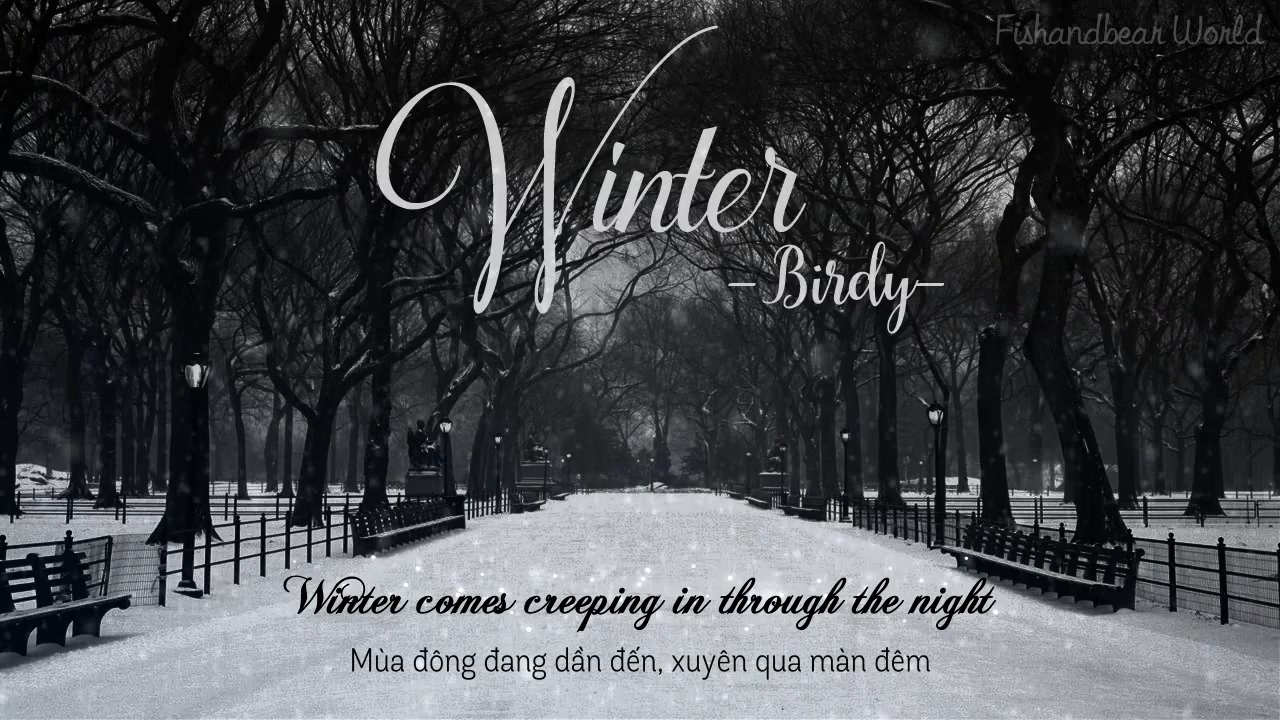 Fishandbear World
Winter
-Birdy-
Winter comes creeping in through the night
Mùa đông đang dần đến, xuyên qua màn đêm